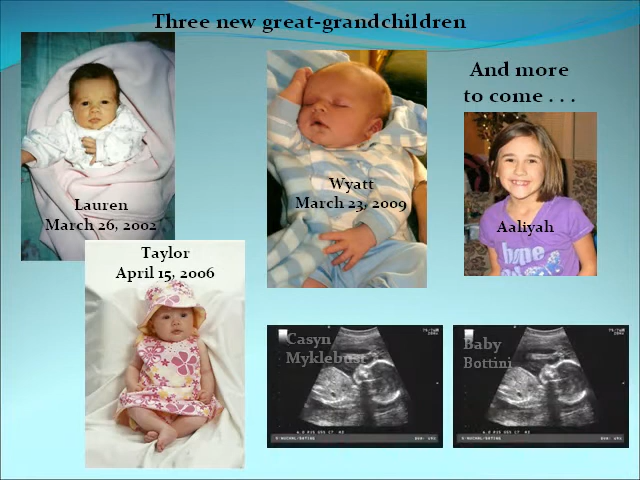 Three new great-grandchildren
And more
to come . . .
Lauren
March 26, 2002
Wyatt
March 23, 2009
Aaliyah
Taylor
April 15, 2006
Casyn
Myklebust
Baby
Bottini